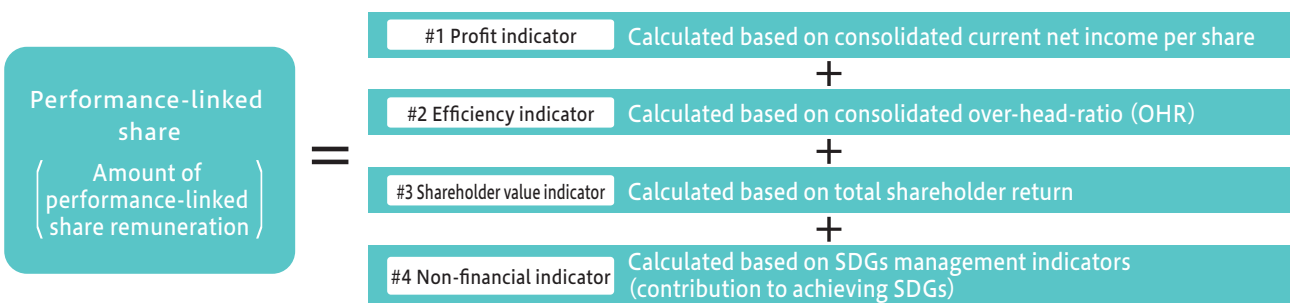 Performance-linked
share
Amount of
performance-linked
share remuneration
=
#1 Profit indicator Calculated based on consolidated current net income per share
+
#2 Efficiency indicator Calculated based on consolidated over-head-ratio (OHR)
+
#3 Shareholder value indicator Calculated based on total shareholder return
+
#4 Non-financial indicator Calculated based on SDGs management indicators
(contribution to achieving SDGs)